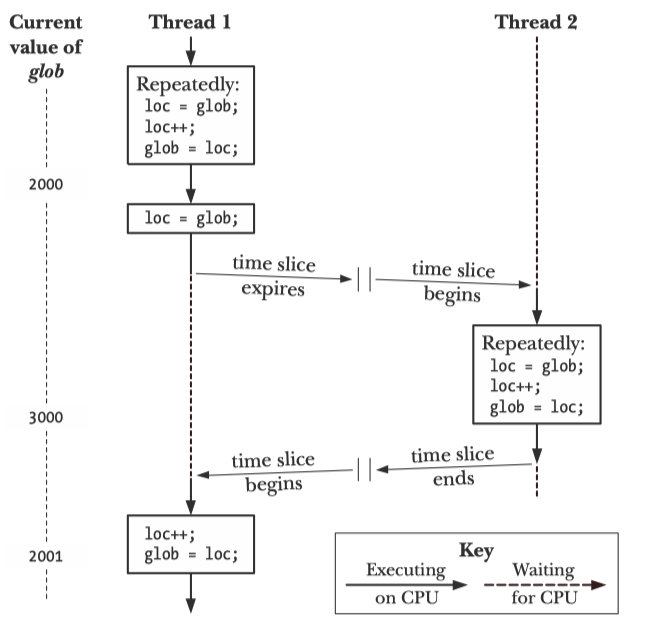 Current
value of
glob
Thread 1
Thread 2
Repeatedly:
loc = glob;
loc++;
glob = loc;
2000
loc = glob;
time slice
expires
time slice
begins
Repeatedly:
loc = glob;
loc++;
glob = loc;
3000
time slice
begins
time slice
ends
loc++;
glob = loc;
2001
Key
Executing
on CPU
Waiting
for CPU